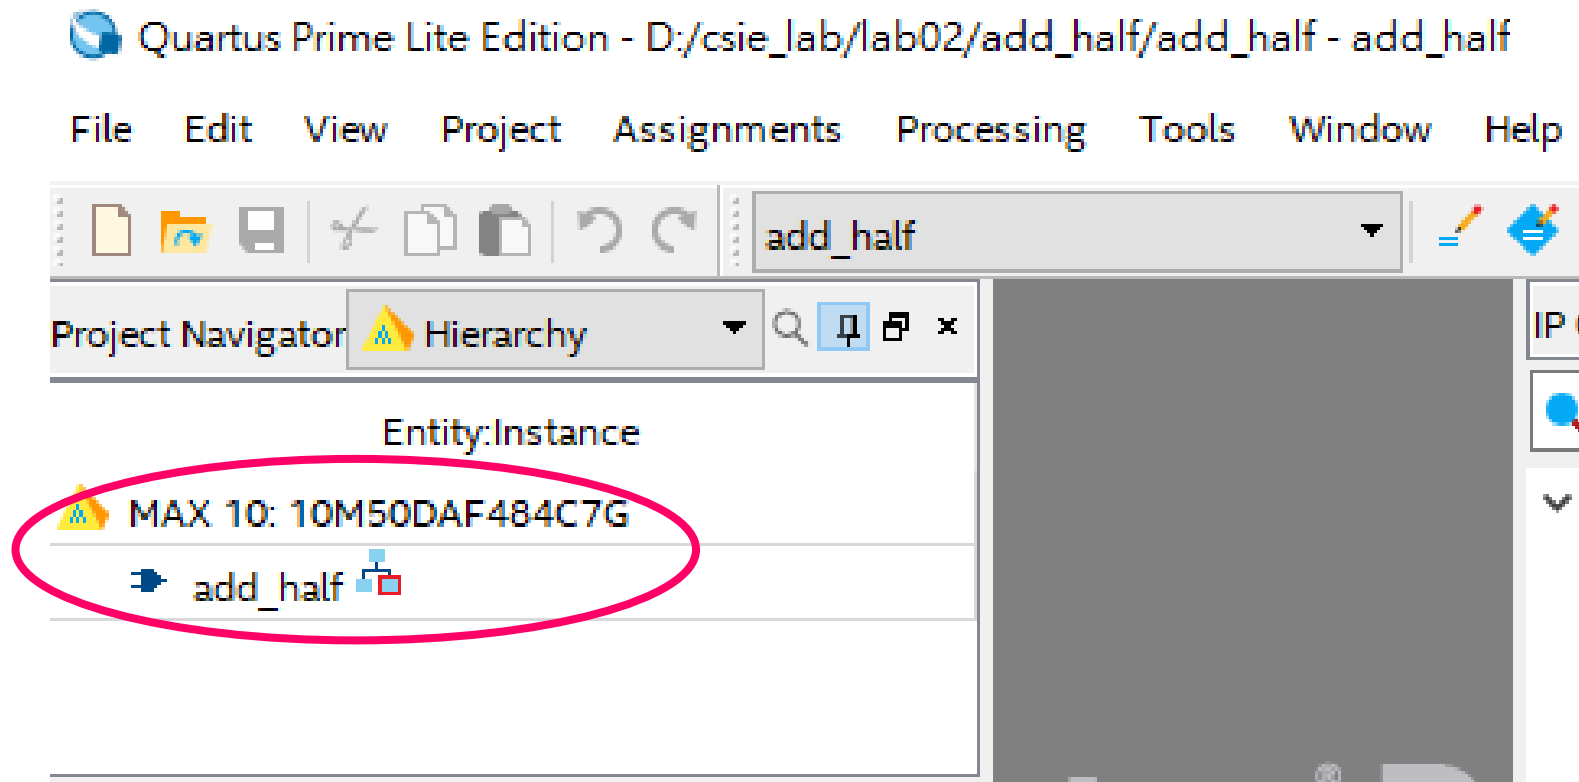 Quartus Prime Lite Edition - D:/csie_lab/lab02/add_half/add_half - add_half
File Edit View Project Assignments Processing Tools Window Help
add_half
Project Navigator Hierarchy
IP
Entity:Instance
MAX 10: 10M50DAF484C7G
add_half